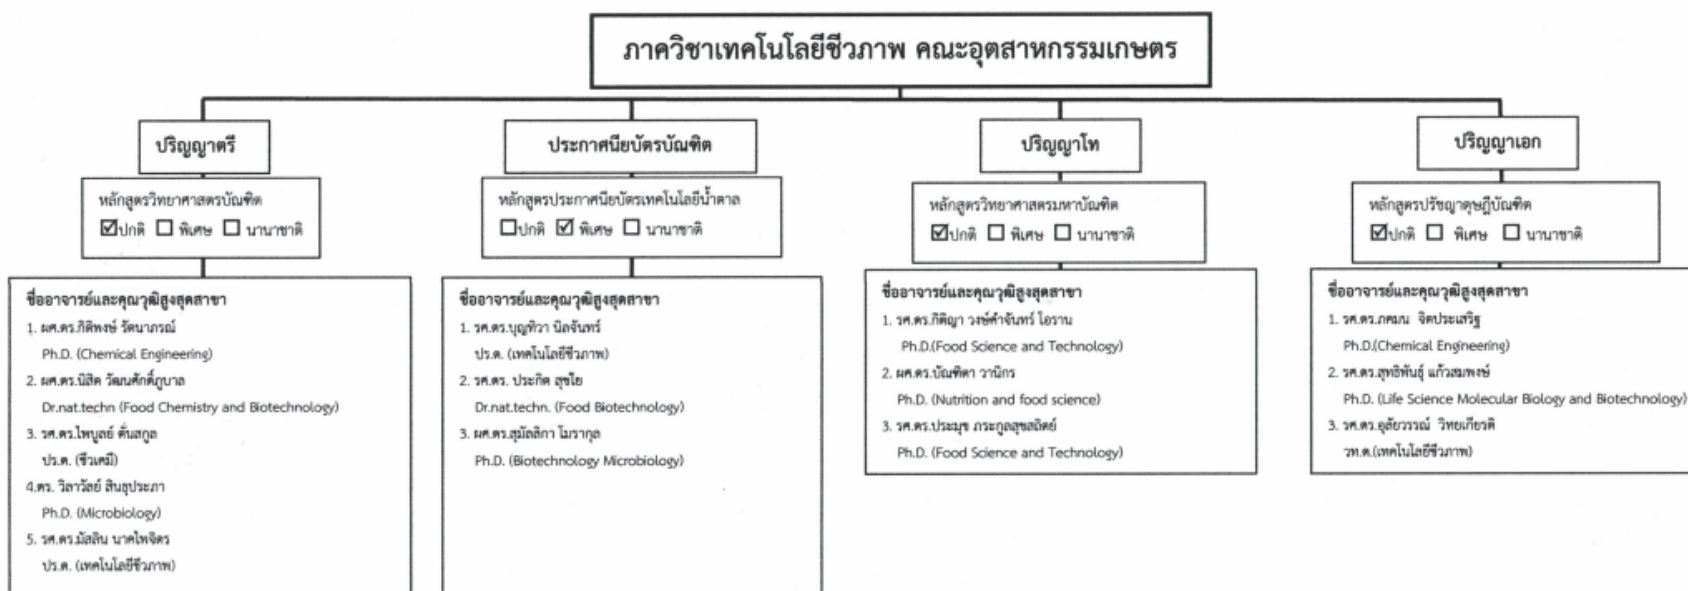 ภาควิชาเทคโนโลยีชีวภาพ คณะอุตสาหกรรมเกษตร
ปริญญาตรี
หลักสูตรวิทยาศาสตรบัณฑิต
☑ปกติ ☐ พิเศษ ☐ นานาชาติ
ชื่ออาจารย์และคุณวุฒิสูงสุดสาขา
1. ผศ.ดร.กิติพงษ์ รัตนาภรณ์
Ph.D. (Chemical Engineering)
2. ผศ.ดร.นิสิต วัฒนศักดิ์ภูบาล
Dr.nat.techn (Food Chemistry and Biotechnology)
3. รศ.ดร.ไพบูลย์ ด่านสกุล
ปร.ด. (ชีวเคมี)
4.ดร. วิลาวัลย์ สินธุประภา
Ph.D. (Microbiology)
5. รศ.ดร.มัสลิน นาคไพจิตร
ปร.ด. (เทคโนโลยีชีวภาพ)
ประกาศนียบัตรบัณฑิต
หลักสูตรประกาศนียบัตรเทคโนโลยีน้ำตาล
☐ปกติ ☑ พิเศษ ☐ นานาชาติ
ชื่ออาจารย์และคุณวุฒิสูงสุดสาขา
1. รศ.ดร.บุญทิวา นิลจันทร์
ปร.ด. (เทคโนโลยีชีวภาพ)
2. รศ.ดร. ประกิต สุขใย
Dr.nat.techn. (Food Biotechnology)
3. ผศ.ดร.สุมัลลิกา โมรากุล
Ph.D. (Biotechnology Microbiology)
ปริญญาโท
หลักสูตรวิทยาศาสตรมหาบัณฑิต
☑ปกติ ☐ พิเศษ ☐ นานาชาติ
ชื่ออาจารย์และคุณวุฒิสูงสุดสาขา
1. รศ.ดร.กิติญา วงษ์คำจันทร์ โอราน
Ph.D.(Food Science and Technology)
2. ผศ.ดร.บัณฑิตา วานิกร
Ph.D. (Nutrition and food science)
3. รศ.ดร.ประมุข ภระกูลสุขสถิตย์
Ph.D. (Food Science and Technology)
ปริญญาเอก
หลักสูตรปรัชญาดุษฎีบัณฑิต
☑ปกติ ☐ พิเศษ ☐ นานาชาติ
ชื่ออาจารย์และคุณวุฒิสูงสุดสาขา
1. รศ.ดร.ภคมน จิตประเสริฐ
Ph.D.(Chemical Engineering)
2. รศ.ดร.สุทธิพันธุ์ แก้วสมพงษ์
Ph.D. (Life Science Molecular Biology and Biotechnology)
3. รศ.ดร.อุลัยวรรณ์ วิทยเกียรติ
วท.ด.(เทคโนโลยีชีวภาพ)